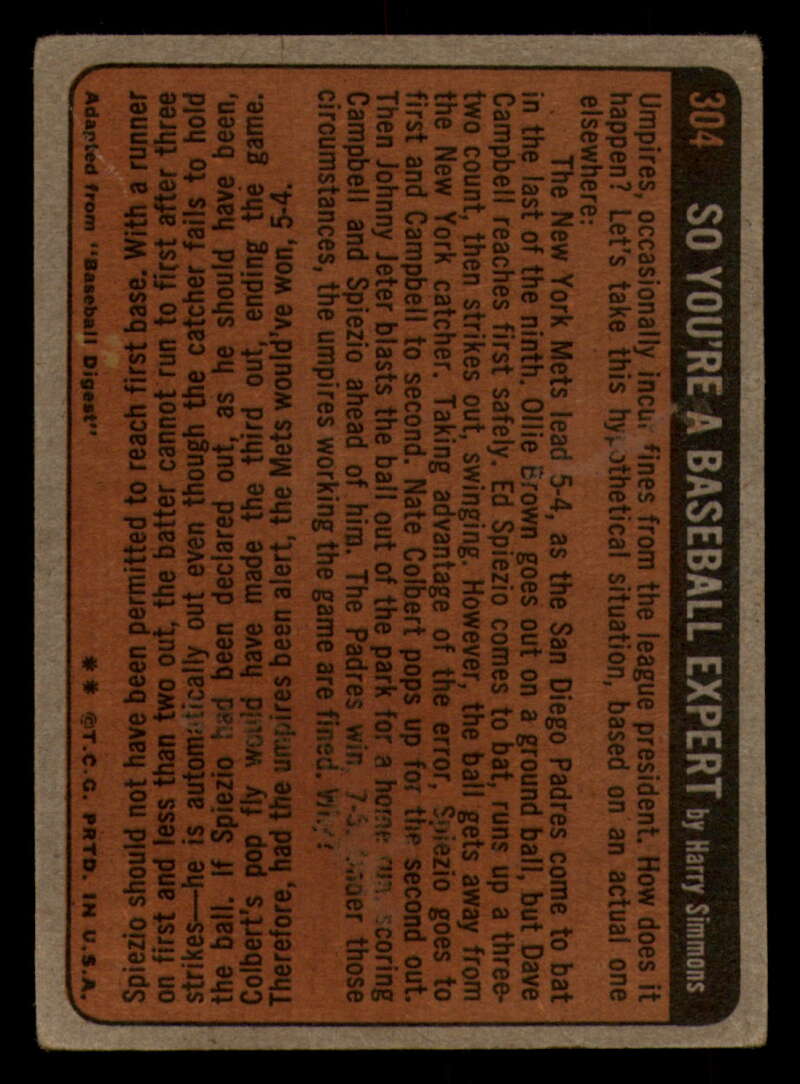 304 SO YOU'RE A BASEBALL EXPERT by Harry Simmons
Umpires, occasionally incur fines from the league president. How does it
happen? Let's take this hypothetical situation, based on an actual one
elsewhere:
The New York Mets lead 5-4, as the San Diego Padres come to bat
in the last of the ninth. Ollie Brown goes out on a ground ball, but Dave
Campbell reaches first safely. Ed Spiezio comes to bat, runs up a three-
two count, then strikes out, swinging. However, the ball gets away from
the New York catcher. Taking advantage of the error, Spiezio goes to
first and Campbell to second. Nate Colbert pops up for the second out.
Then Johnny Jeter blasts the ball out of the park for a home run, scoring
Campbell and Spiezio ahead of him. The Padres win, 7-5. Under those
circumstances, the umpires working the game are fined. Why?
Spiezio should not have been permitted to reach first base. With a runner
on first and less than two out, the batter cannot run to first after three
strikes—he is automatically out even though the catcher fails to hold
the ball. If Spiezio had been declared out, as he should have been,
Colbert's pop fly would have made the third out, ending the game.
Therefore, had the umpires been alert, the Mets would've won, 5-4.
Adapted from "Baseball Digest" ** ©T.C.G. PRTD. IN U.S.A.